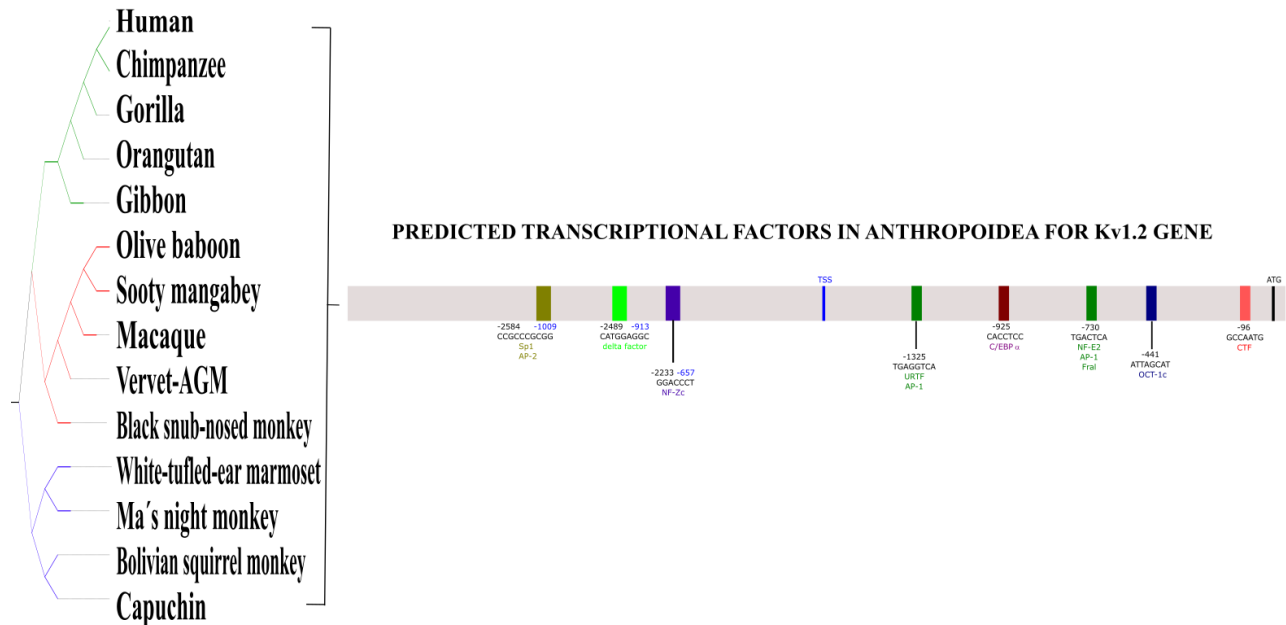 Human
Chimpanzee
Gorilla
Orangutan
Gibbon
Olive baboon
Sooty mangabey
Macaque
Vervet-AGM
Black snub-nosed monkey
White-tufled-ear marmoset
Ma´s night monkey
Bolivian squirrel monkey
Capuchin
PREDICTED TRANSCRIPTIONAL FACTORS IN ANTHROPOIDEA FOR Kv1.2 GENE
TSS
ATG
-2584 -1009
CCGCCCGCGG
Sp1
AP-2
-2489 -913
CATGGAGGC
delta factor
-2233 -657
GGACCCT
NF-Zc
-1325
TGAGGTCA
URTF
AP-1
-925
CACCTCC
C/EBP α
-730
TGACTCA
NF-E2
AP-1
Fral
-441
ATTAGCAT
OCT-1c
-96
GCCAATG
CTF